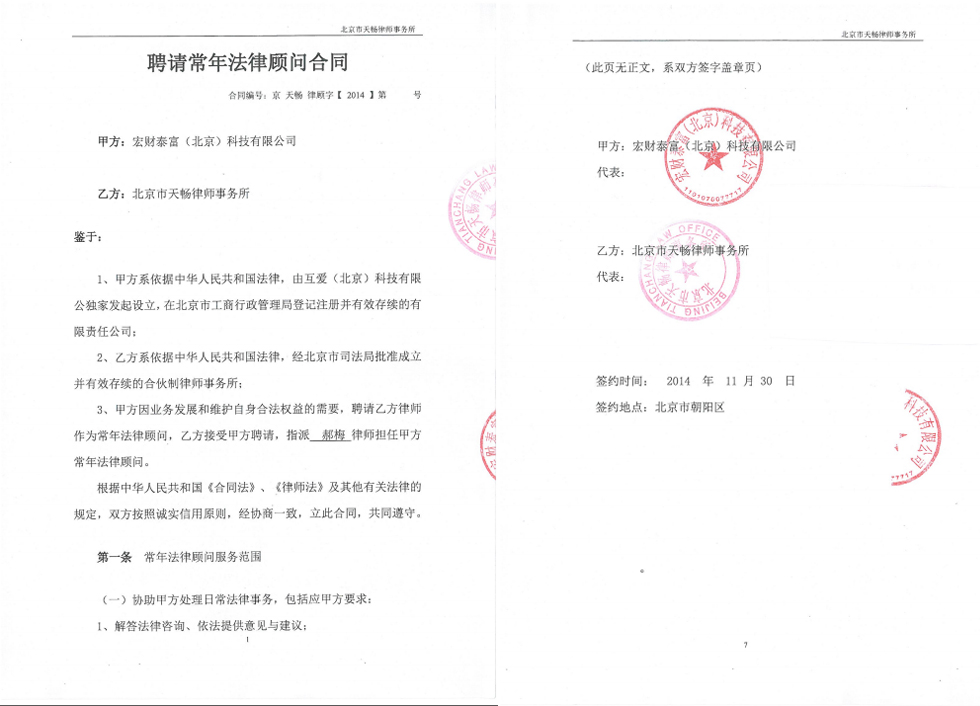 北京市天畅律师事务所
聘请常年法律顾问合同
合同编号：京 天畅 律顾字【 2014 】第 号
甲方：宏财泰富（北京）科技有限公司
乙方：北京市天畅律师事务所
鉴于：
1、甲方系依据中华人民共和国法律，由互爱（北京）科技有限
公独家发起设立，在北京市工商行政管理局登记注册并有效存续的有
限责任公司；
2、乙方系依据中华人民共和国法律，经北京市司法局批准成立
并有效存续的合伙制律师事务所；
3、甲方因业务发展和维护自身合法权益的需要，聘请乙方律师
作为常年法律顾问，乙方接受甲方聘请，指派 郝梅 律师担任甲方
常年法律顾问。
根据中华人民共和国《合同法》、《律师法》及其他有关法律的
规定，双方按照诚实信用原则，经协商一致，立此合同，共同遵守。
第一条 常年法律顾问服务范围
（一）协助甲方处理日常法律事务，包括应甲方要求：
1、解答法律咨询、依法提供意见与建议；
1
北京市天畅律师事务所
（此页无正文，系双方签字盖章页）
甲方：宏财泰富（北京）科技有限公司
代表：
宏财泰富（北京）科技有限公司
1101070077717
乙方：北京市天畅律师事务所
代表：
BEIJING TIANCHANG LAW OFFICE
签约时间： 2014 年 11 月 30 日
签约地点：北京市朝阳区
科技有限公司
77717
7